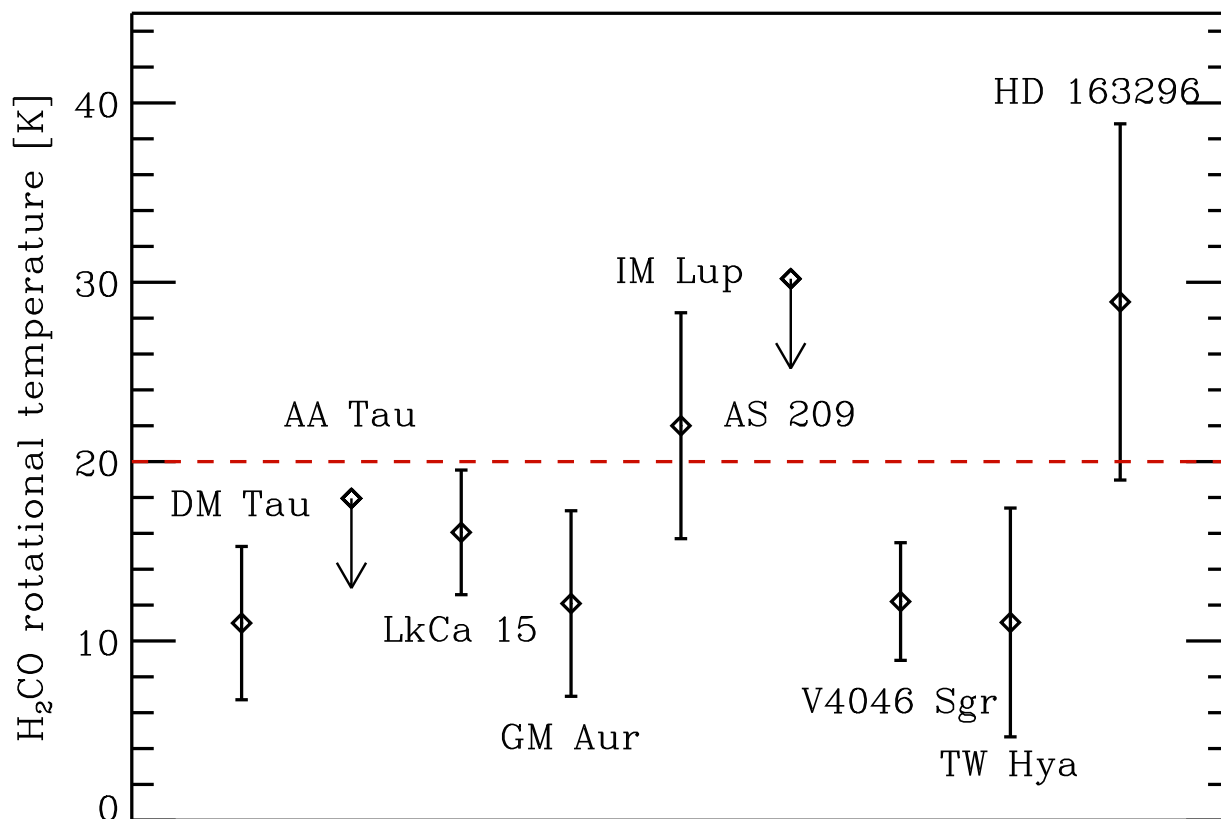 H₂CO rotational temperature [K]
40
30
20
10
0
HD 163296
IM Lup
AS 209
AA Tau
DM Tau
LkCa 15
GM Aur
V4046 Sgr
TW Hya